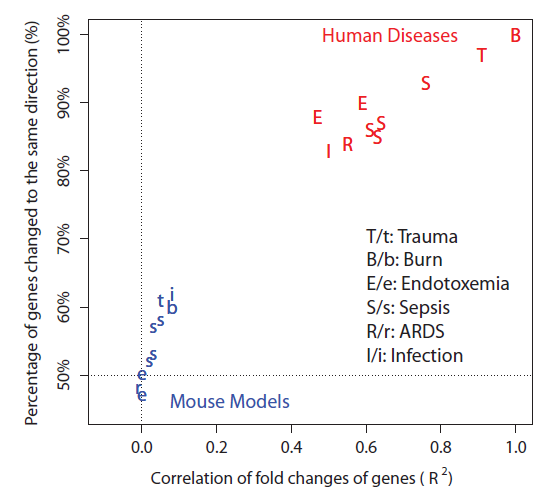 100%
90%
80%
70%
60%
50%
Percentage of genes changed to the same direction (%)
Human Diseases
B
T
S
E
E
S
S
S
R
I
T/t: Trauma
B/b: Burn
E/e: Endotoxemia
S/s: Sepsis
R/r: ARDS
I/i: Infection
t
i
b
s
s
s
s
e
r
e
Mouse Models
0.0 0.2 0.4 0.6 0.8 1.0
Correlation of fold changes of genes ( R²)